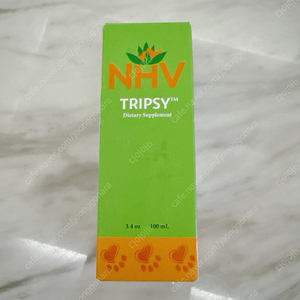 NHV
TRIPSY™
Dietary Supplement
3.4 oz. 100 mL